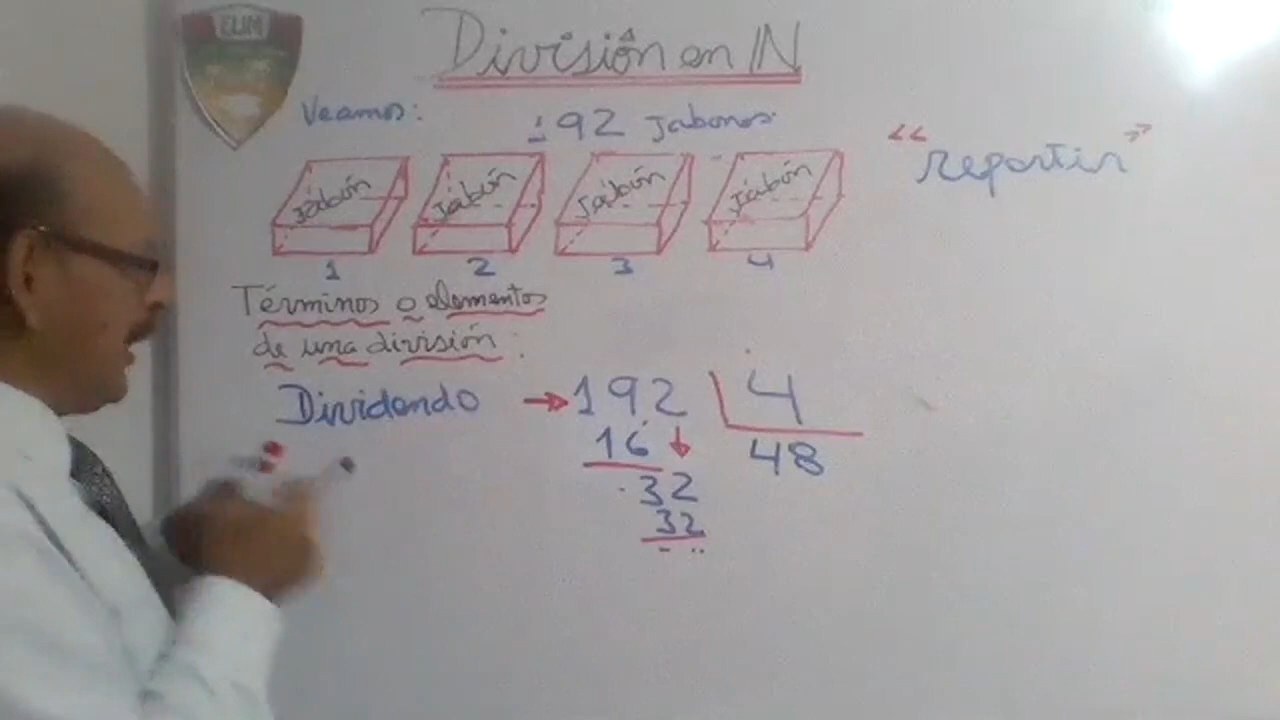 ELIM
División en IN
Veamos: 192 Jabones
“Repartir”
Jabón Jabón Jabón Jabón
1 2 3 4
Términos o elementos
de una división:
Dividendo → 192 4
16 48
32
32